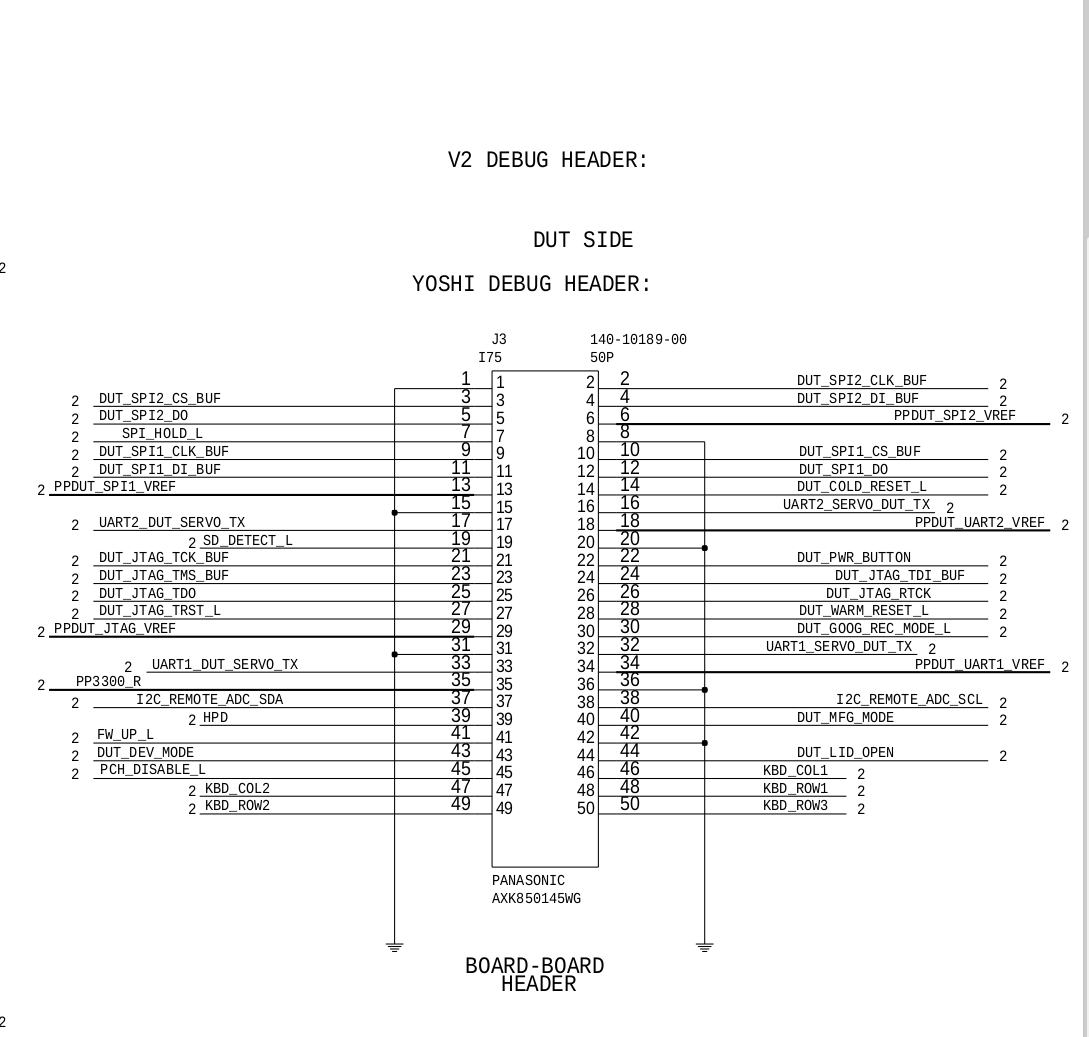 V2 DEBUG HEADER:
DUT SIDE
2
YOSHI DEBUG HEADER:
J3 140-10189-00
I75 50P
1 1 2 2 DUT_SPI2_CLK_BUF 2
2 DUT_SPI2_CS_BUF 3 3 4 4 DUT_SPI2_DI_BUF 2
2 DUT_SPI2_DO 5 5 6 6 PPDUT_SPI2_VREF 2
2 SPI_HOLD_L 7 7 8 8
2 DUT_SPI1_CLK_BUF 9 9 10 10 DUT_SPI1_CS_BUF 2
2 DUT_SPI1_DI_BUF 11 11 12 12 DUT_SPI1_DO 2
2 PPDUT_SPI1_VREF 13 13 14 14 DUT_COLD_RESET_L 2
15 15 16 16 UART2_SERVO_DUT_TX 2
2 UART2_DUT_SERVO_TX 17 17 18 18 PPDUT_UART2_VREF 2
2 SD_DETECT_L 19 19 20 20
2 DUT_JTAG_TCK_BUF 21 21 22 22 DUT_PWR_BUTTON 2
2 DUT_JTAG_TMS_BUF 23 23 24 24 DUT_JTAG_TDI_BUF 2
2 DUT_JTAG_TDO 25 25 26 26 DUT_JTAG_RTCK 2
2 DUT_JTAG_TRST_L 27 27 28 28 DUT_WARM_RESET_L 2
2 PPDUT_JTAG_VREF 29 29 30 30 DUT_GOOG_REC_MODE_L 2
31 31 32 32 UART1_SERVO_DUT_TX 2
2 UART1_DUT_SERVO_TX 33 33 34 34 PPDUT_UART1_VREF 2
2 PP3300_R 35 35 36 36
2 I2C_REMOTE_ADC_SDA 37 37 38 38 I2C_REMOTE_ADC_SCL 2
2 HPD 39 39 40 40 DUT_MFG_MODE 2
2 FW_UP_L 41 41 42 42
2 DUT_DEV_MODE 43 43 44 44 DUT_LID_OPEN 2
2 PCH_DISABLE_L 45 45 46 46 KBD_COL1 2
2 KBD_COL2 47 47 48 48 KBD_ROW1 2
2 KBD_ROW2 49 49 50 50 KBD_ROW3 2
PANASONIC
AXK850145WG
BOARD-BOARD
HEADER
2